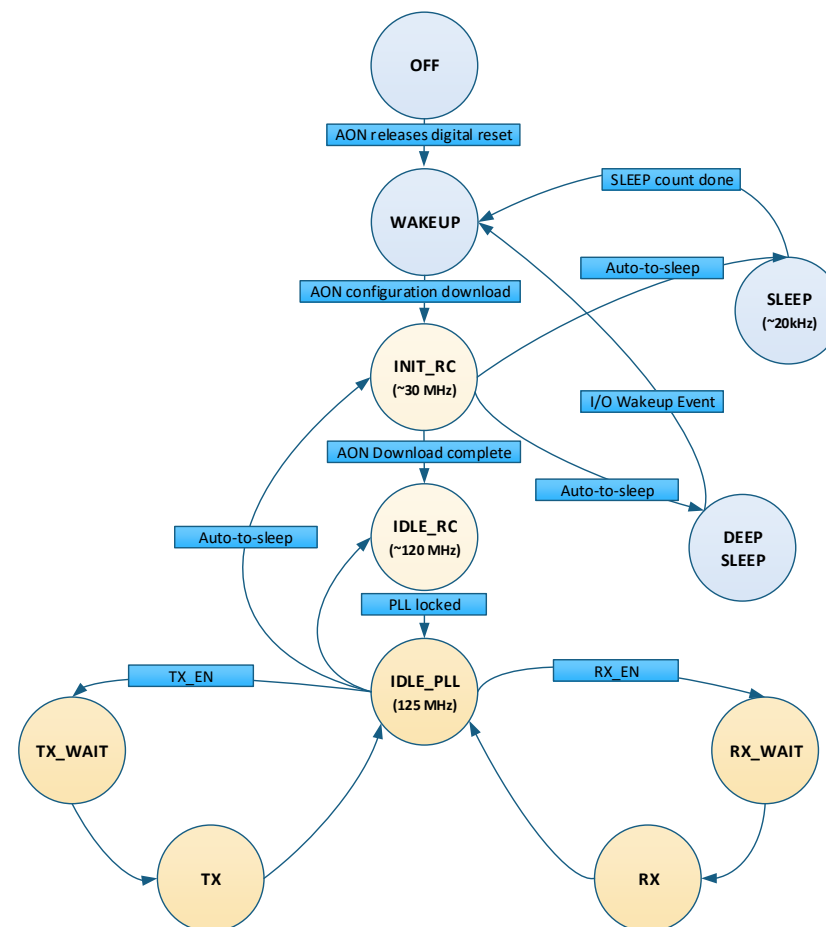 OFF
AON releases digital reset
SLEEP count done
WAKEUP
Auto-to-sleep
AON configuration download
SLEEP
(~20kHz)
INIT_RC
(~30 MHz)
I/O Wakeup Event
AON Download complete
Auto-to-sleep
IDLE_RC
(~120 MHz)
Auto-to-sleep
DEEP
SLEEP
PLL locked
TX_EN
IDLE_PLL
(125 MHz)
RX_EN
TX_WAIT
RX_WAIT
TX
RX